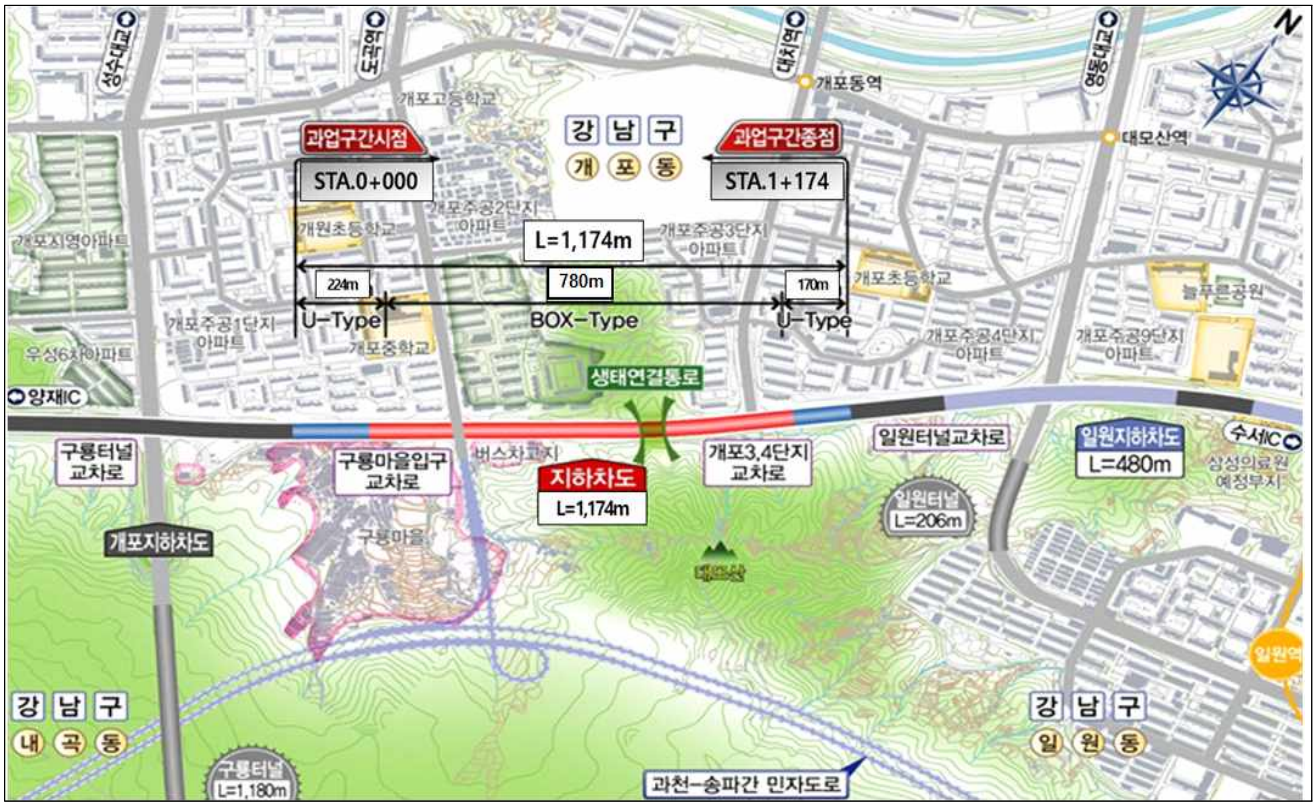 N
성수대교
도곡역
대치역
영동대교
개포동역
대모산역
개포고등학교
강남구
개포동
과업구간시점
STA.0+000
과업구간종점
STA.1+174
개원초등학교
개포주공2단지
아파트
개포주공3단지
아파트
L=1,174m
개포시영아파트
224m
780m
170m
개포초등학교
늘푸른공원
U-Type
BOX-Type
U-Type
개포주공1단지
아파트
개포중학교
개포주공4단지
아파트
개포주공9단지
아파트
우성6차아파트
생태연결통로
양재IC
구룡터널
교차로
구룡마을입구
교차로
버스차고지
지하차도
L=1,174m
개포3,4단지
교차로
일원터널교차로
일원지하차도
L=480m
수서IC
삼성의료원
예정부지
일원터널
L=206m
개포지하차도
구룡마을
대모산
일원역
강남구
내곡동
강남구
일원동
구룡터널
L=1,180m
과천-송파간 민자도로